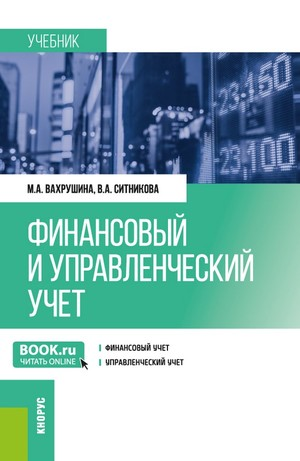 УЧЕБНИК
23,150
23,100
М.А. ВАХРУШИНА, В.А. СИТНИКОВА
ФИНАНСОВЫЙ
И УПРАВЛЕНЧЕСКИЙ
УЧЕТ
BOOK.ru
ЧИТАТЬ ONLINE
ФИНАНСОВЫЙ УЧЕТ
УПРАВЛЕНЧЕСКИЙ УЧЕТ
КНОРУС